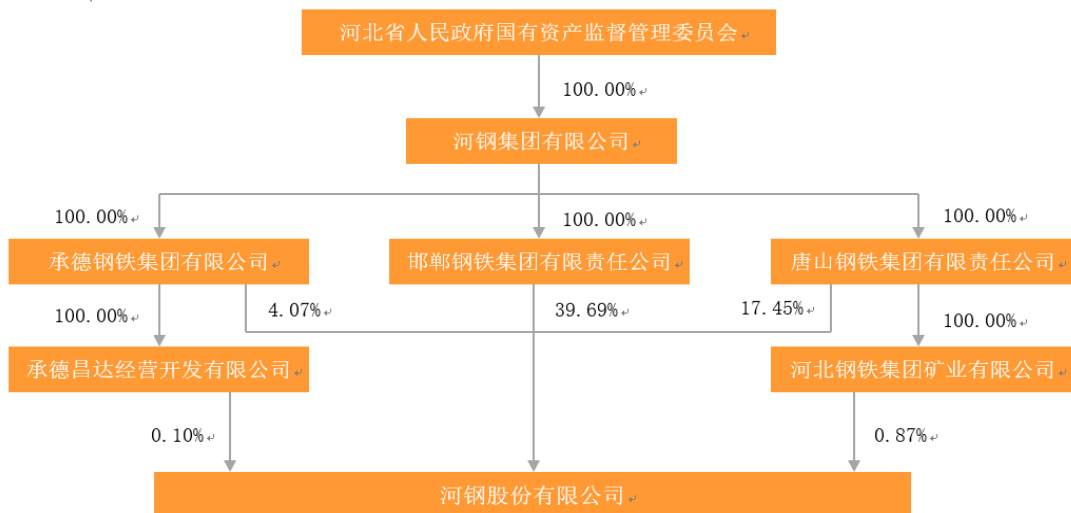 河北省人民政府国有资产监督管理委员会
100.00%
河钢集团有限公司
100.00%
100.00%
100.00%
承德钢铁集团有限公司
邯郸钢铁集团有限责任公司
唐山钢铁集团有限责任公司
100.00%
4.07%
39.69%
17.45%
100.00%
承德昌达经营开发有限公司
河北钢铁集团矿业有限公司
0.10%
0.87%
河钢股份有限公司